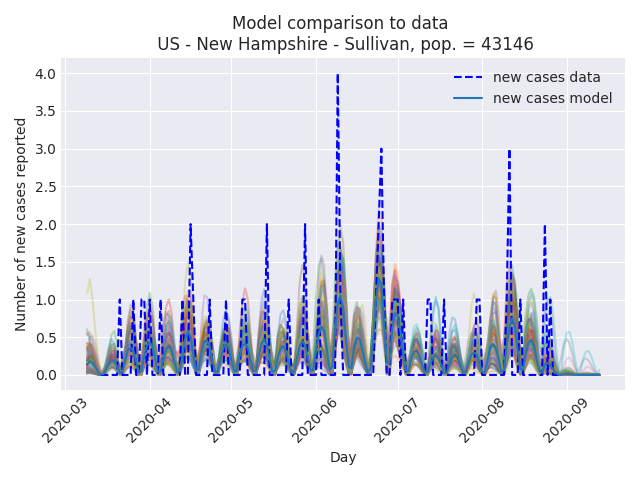 Model comparison to data
US - New Hampshire - Sullivan, pop. = 43146
new cases data
new cases model
Number of new cases reported
4.0
3.5
3.0
2.5
2.0
1.5
1.0
0.5
0.0
2020-03
2020-04
2020-05
2020-06
2020-07
2020-08
2020-09
Day